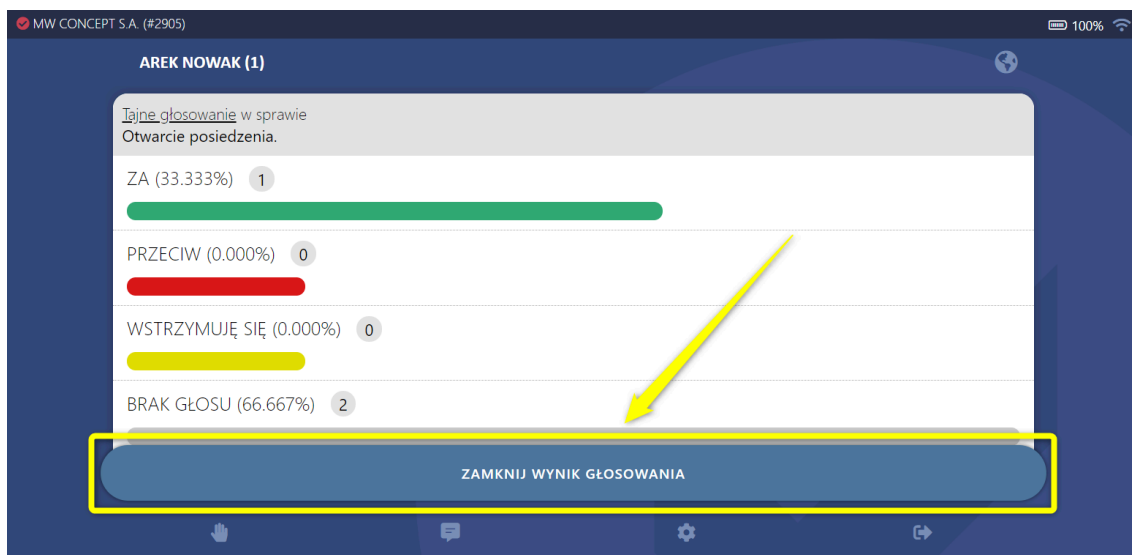 MW CONCEPT S.A. (#2905)
100%
AREK NOWAK (1)
Tajne głosowanie w sprawie
Otwarcie posiedzenia.
ZA (33.333%) 1
PRZECIW (0.000%) 0
WSTRZYMUJĘ SIĘ (0.000%) 0
BRAK GŁOSU (66.667%) 2
ZAMKNIJ WYNIK GŁOSOWANIA